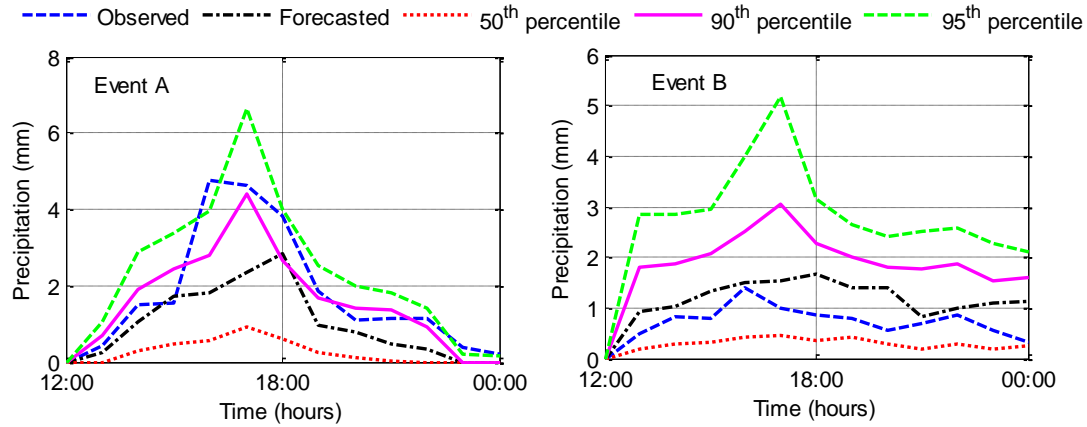 Observed Forecasted 50th percentile 90th percentile 95th percentile
Event A
Precipitation (mm)
8
6
4
2
0
12:00 18:00 00:00
Time (hours)
Event B
Precipitation (mm)
6
5
4
3
2
1
0
12:00 18:00 00:00
Time (hours)